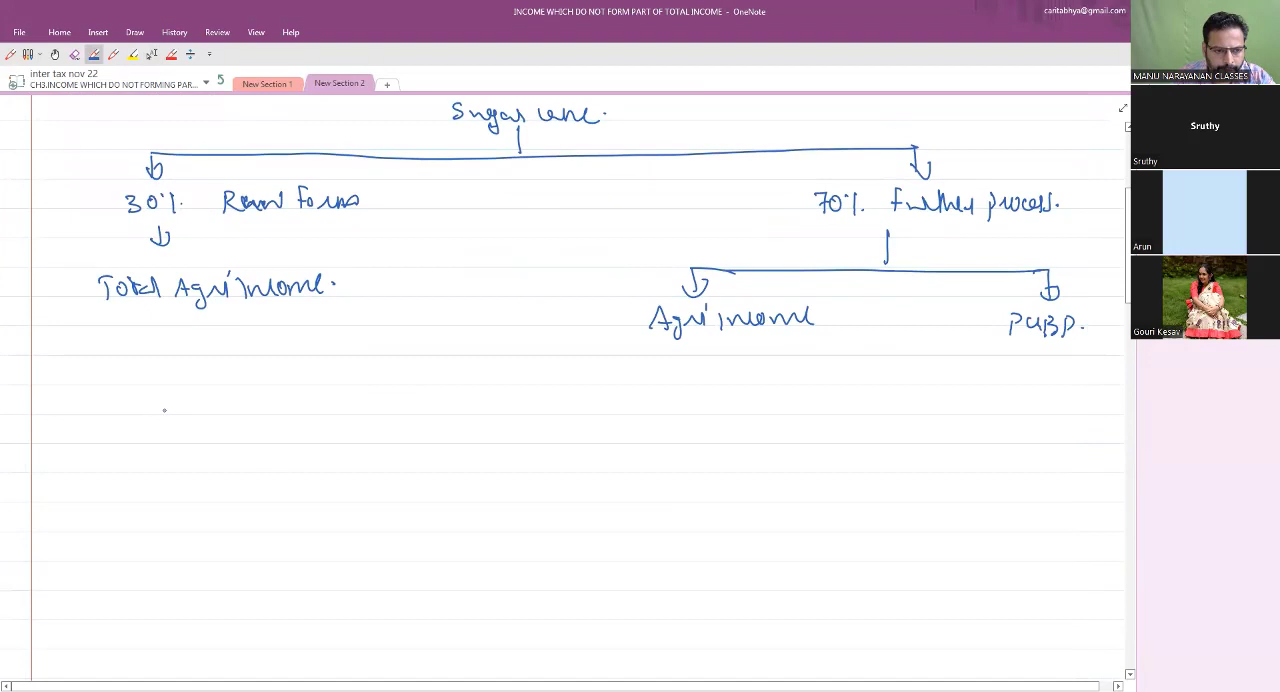 INCOME WHICH DO NOT FORM PART OF TOTAL INCOME - OneNote
caritabhya@gmail.com
File Home Insert Draw History Review View Help
inter tax nov 22
CH3.INCOME WHICH DO NOT FORMING PAR...
New Section 1
New Section 2
MANU NARAYANAN CLASSES
Sruthy
Sruthy
Arun
Gouri Kesav
Sugar cane.
30% Raw Form
70% Further process.
Total Agri Income.
Agri income
PGBP.